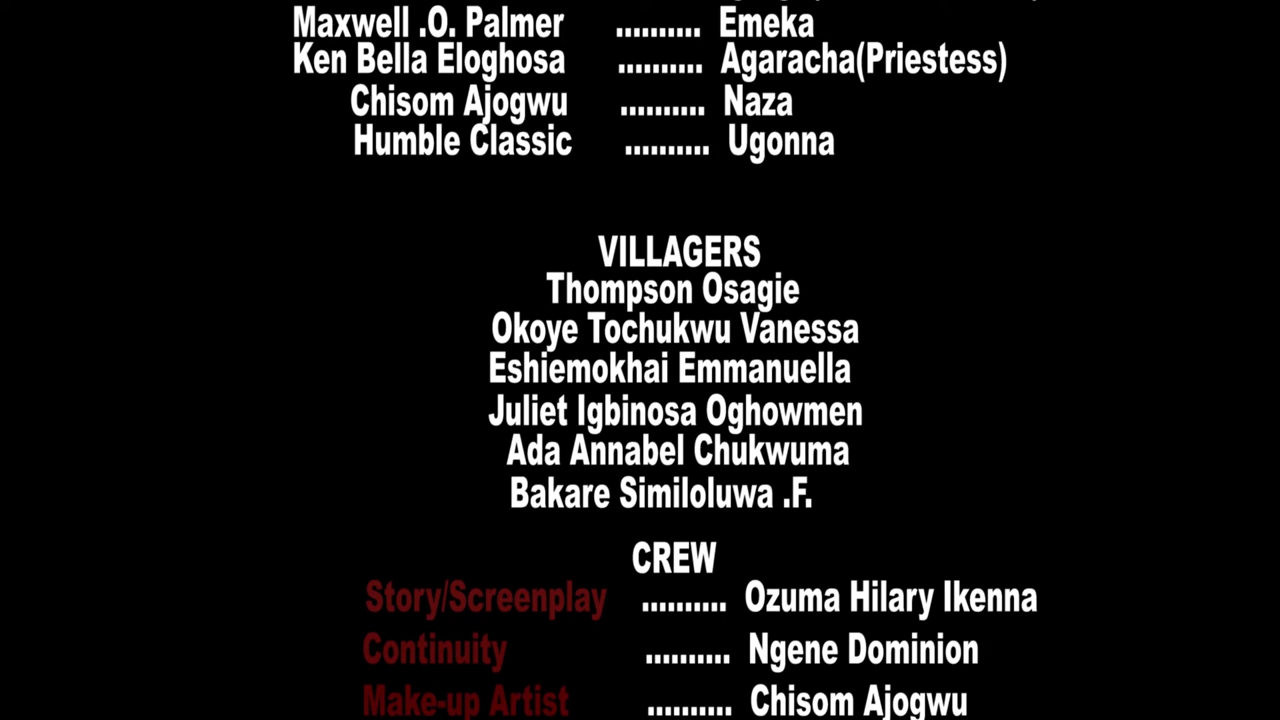 Maxwell .O. Palmer .......... Emeka
Ken Bella Eloghosa .......... Agaracha(Priestess)
Chisom Ajogwu .......... Naza
Humble Classic .......... Ugonna
VILLAGERS
Thompson Osagie
Okoye Tochukwu Vanessa
Eshiemokhai Emmanuella
Juliet Igbinosa Oghowmen
Ada Annabel Chukwuma
Bakare Similoluwa .F.
CREW
Story/Screenplay .......... Ozuma Hilary Ikenna
Continuity .......... Ngene Dominion
Make-up Artist .......... Chisom Ajogwu